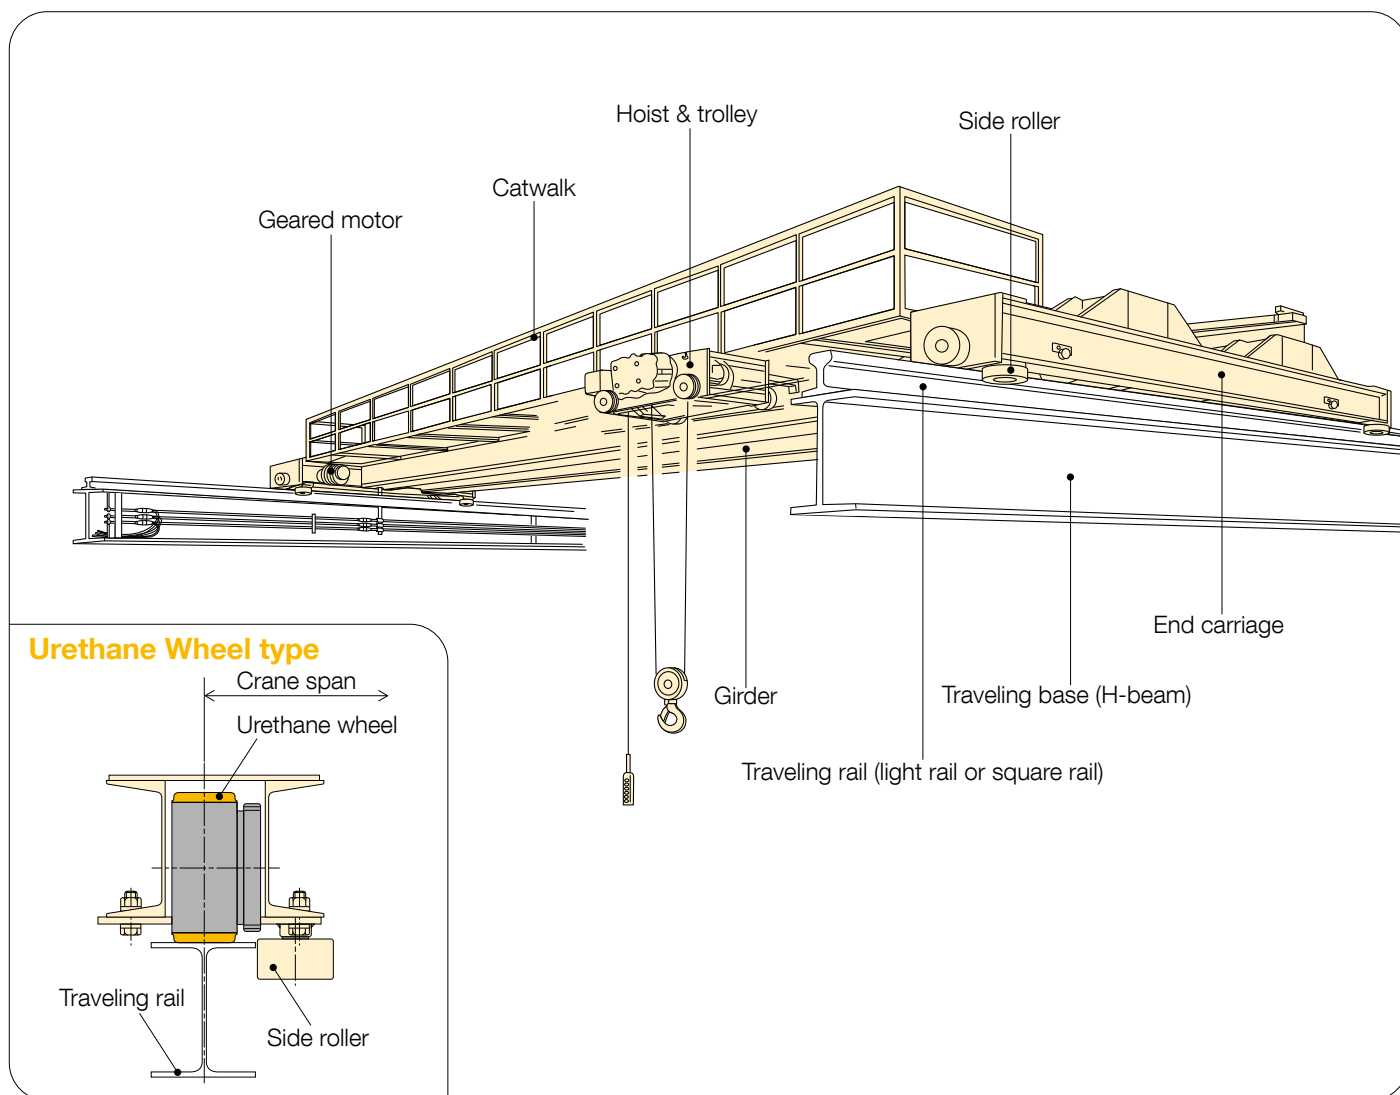 Hoist & trolley
Side roller
Catwalk
Geared motor
End carriage
Girder
Traveling base (H-beam)
Traveling rail (light rail or square rail)
Urethane Wheel type
Crane span
Urethane wheel
Traveling rail
Side roller